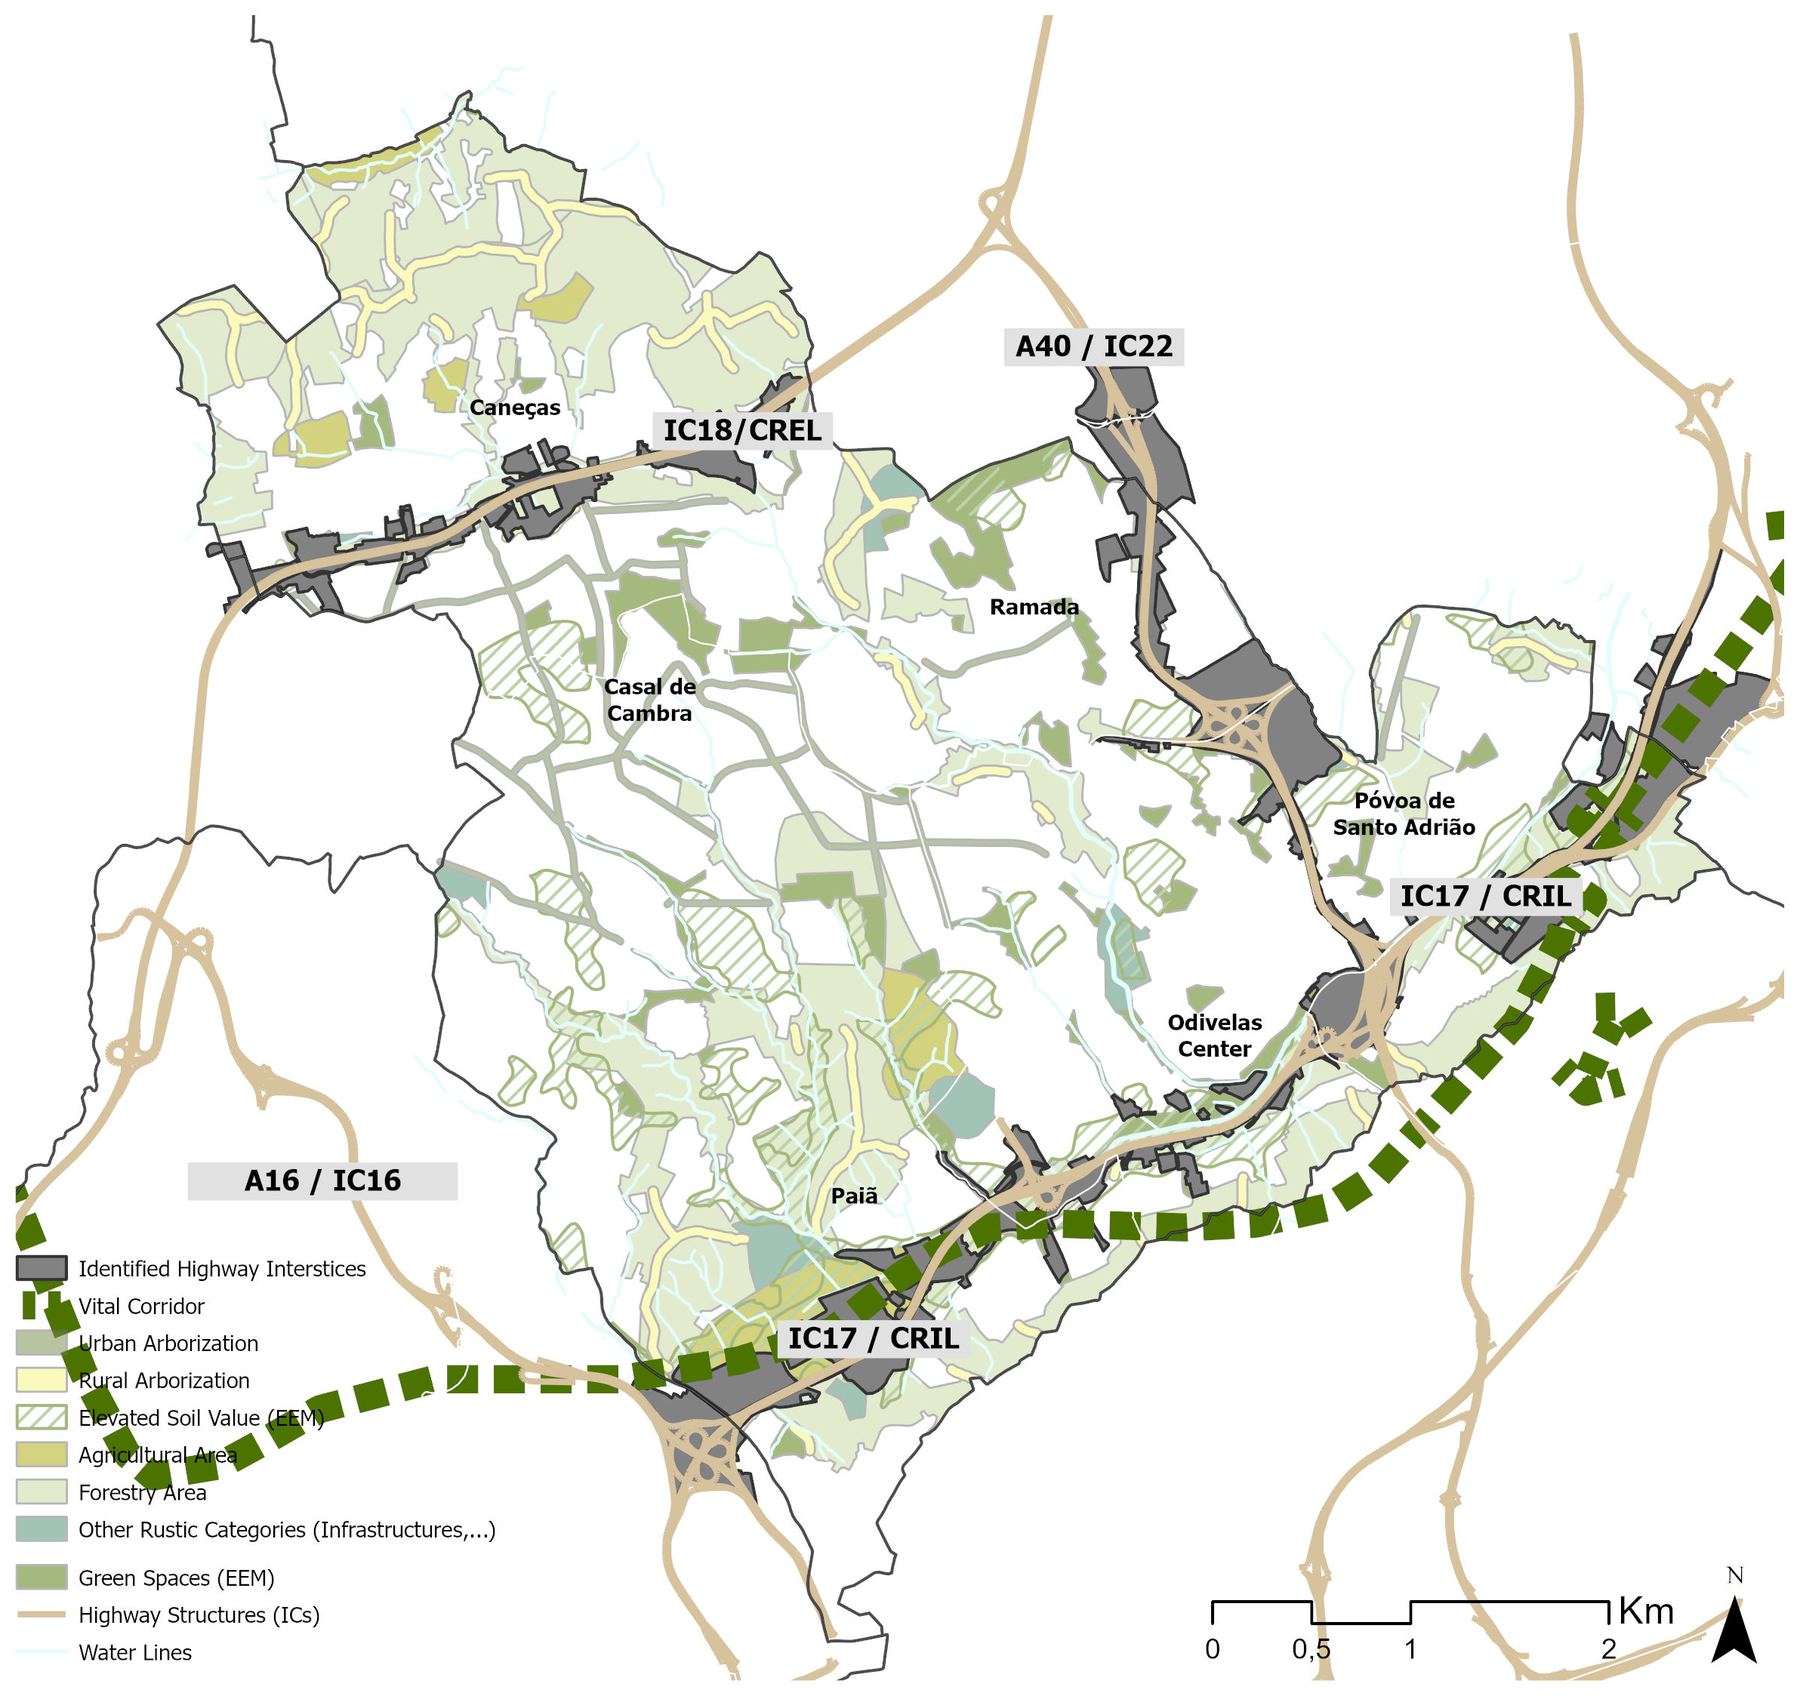 A40 / IC22
Caneças
IC18/CREL
Ramada
Casal de
Cambra
Póvoa de
Santo Adrião
IC17 / CRIL
Odivelas
Center
A16 / IC16
Paiã
IC17 / CRIL
Identified Highway Interstices
Vital Corridor
Urban Arborization
Rural Arborization
Elevated Soil Value (EEM)
Agricultural Area
Forestry Area
Other Rustic Categories (Infrastructures,...)
Green Spaces (EEM)
Highway Structures (ICs)
Water Lines
N
Km
0 0,5 1 2